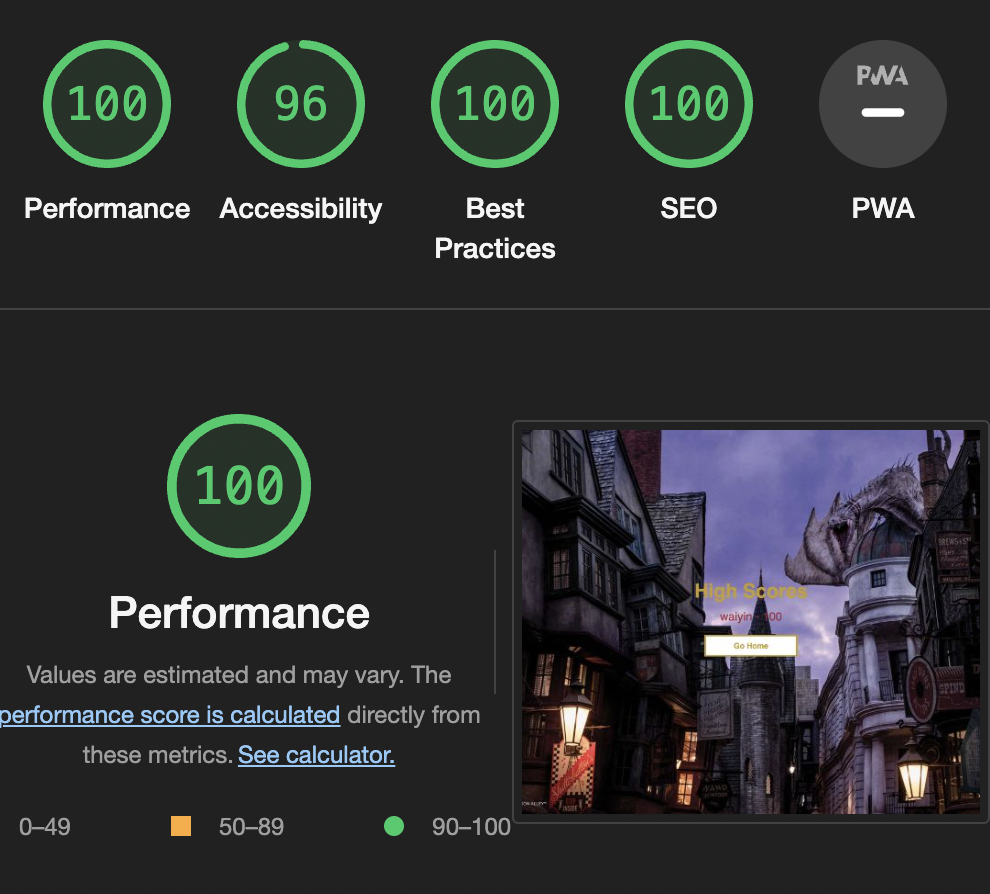 100
96
100
100
PWA
Performance
Accessibility
Best
Practices
SEO
PWA
100
Performance
Values are estimated and may vary. The
performance score is calculated directly from
these metrics. See calculator.
0–49
50–89
90–100
High Scores
waiyin - 100
Go Home
SPIND